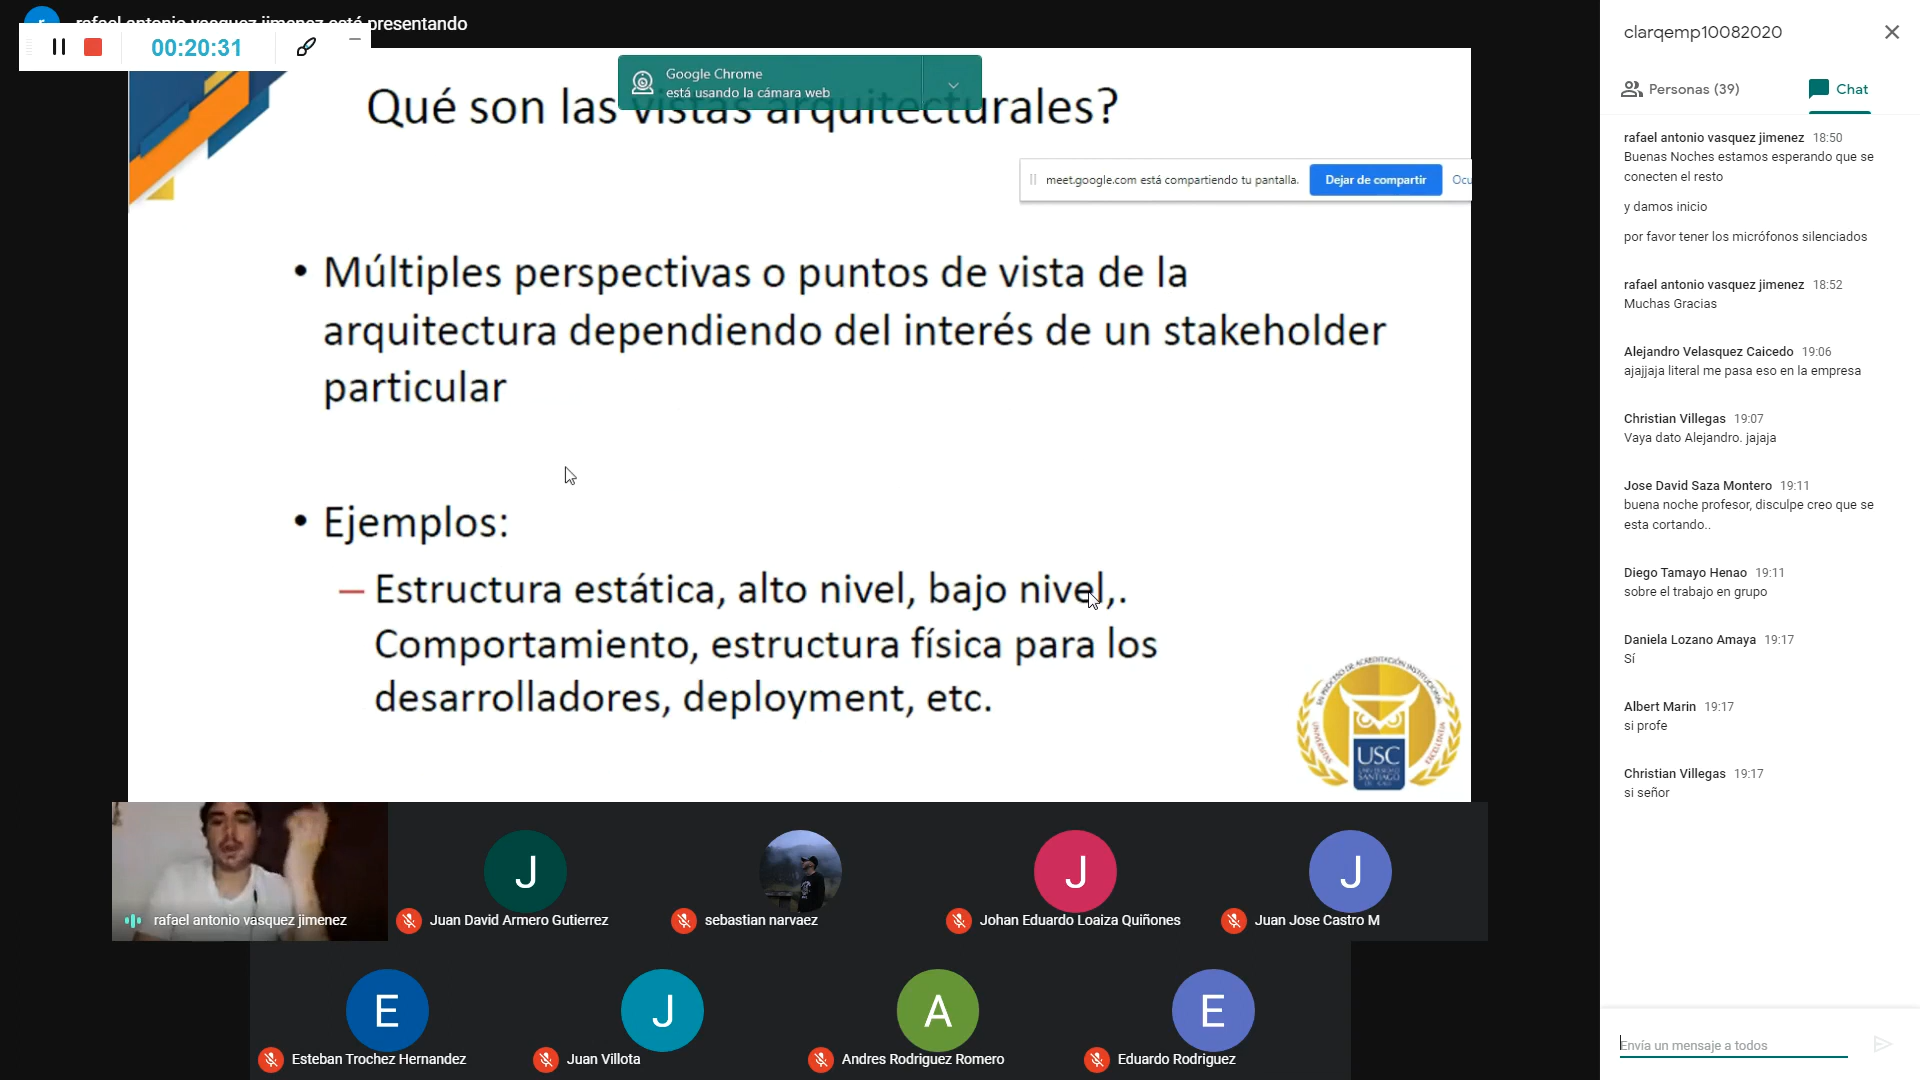 r
rafael antonio vasquez jimenez está presentando
00:20:31
Google Chrome
está usando la cámara web
Qué son las vistas arquitecturales?
meet.google.com está compartiendo tu pantalla.
Dejar de compartir
Ocu
• Múltiples perspectivas o puntos de vista de la
arquitectura dependiendo del interés de un stakeholder
particular
• Ejemplos:
– Estructura estática, alto nivel, bajo nivel,.
Comportamiento, estructura física para los
desarrolladores, deployment, etc.
EN PROCESO DE ACREDITACIÓN INSTITUCIONAL
USC
rafael antonio vasquez jimenez
J
Juan David Armero Gutierrez
sebastian narvaez
J
Johan Eduardo Loaiza Quiñones
J
Juan Jose Castro M
E
Esteban Trochez Hernandez
J
Juan Villota
A
Andres Rodriguez Romero
E
Eduardo Rodriguez
clarqemp10082020
Personas (39)
Chat
rafael antonio vasquez jimenez 18:50
Buenas Noches estamos esperando que se
conecten el resto
y damos inicio
por favor tener los micrófonos silenciados
rafael antonio vasquez jimenez 18:52
Muchas Gracias
Alejandro Velasquez Caicedo 19:06
ajajjaja literal me pasa eso en la empresa
Christian Villegas 19:07
Vaya dato Alejandro. jajaja
Jose David Saza Montero 19:11
buena noche profesor, disculpe creo que se
esta cortando..
Diego Tamayo Henao 19:11
sobre el trabajo en grupo
Daniela Lozano Amaya 19:17
Sí
Albert Marin 19:17
si profe
Christian Villegas 19:17
si señor
Envía un mensaje a todos